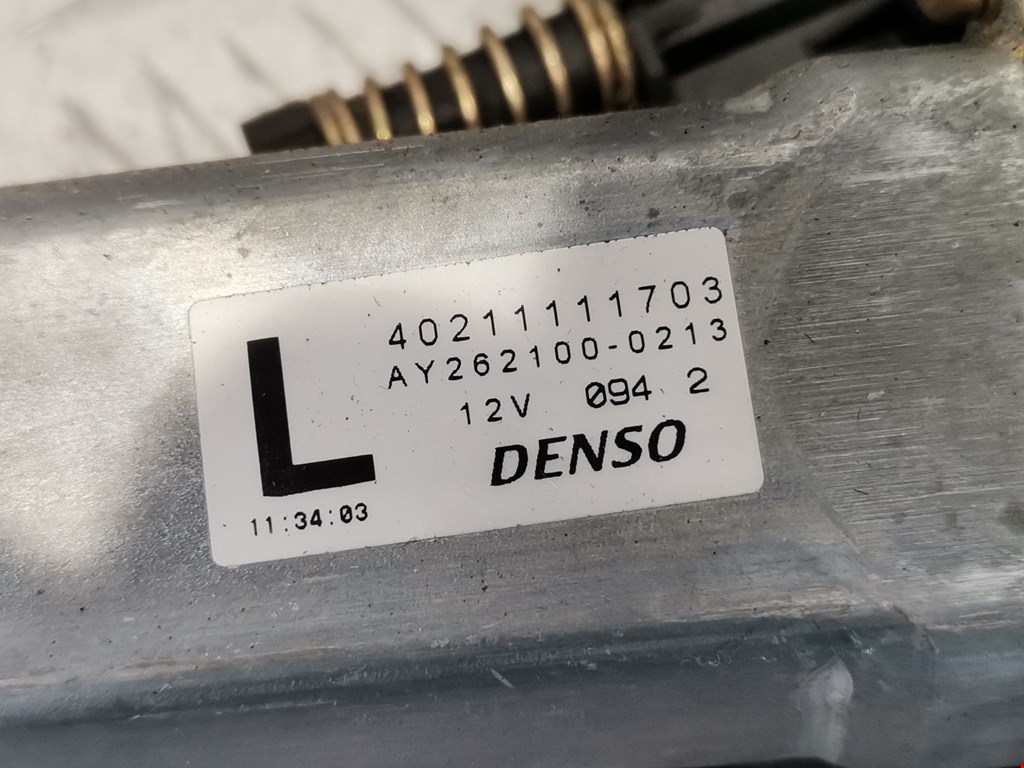 L
40211111703
AY262100-0213
12V 094 2
DENSO
11:34:03